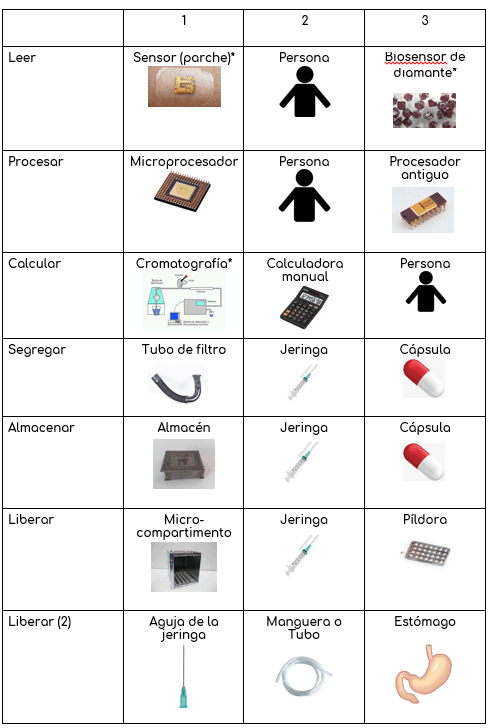 1 2 3
Leer Sensor (parche)* Persona Biosensor de
diamante*
Procesar Microprocesador Persona Procesador
antiguo
Calcular Cromatografía* Calculadora
manual Persona
Segregar Tubo de filtro Jeringa Cápsula
Almacenar Almacén Jeringa Cápsula
Liberar Micro-
compartimento Jeringa Píldora
Liberar (2) Aguja de la
jeringa Manguera o
Tubo Estómago